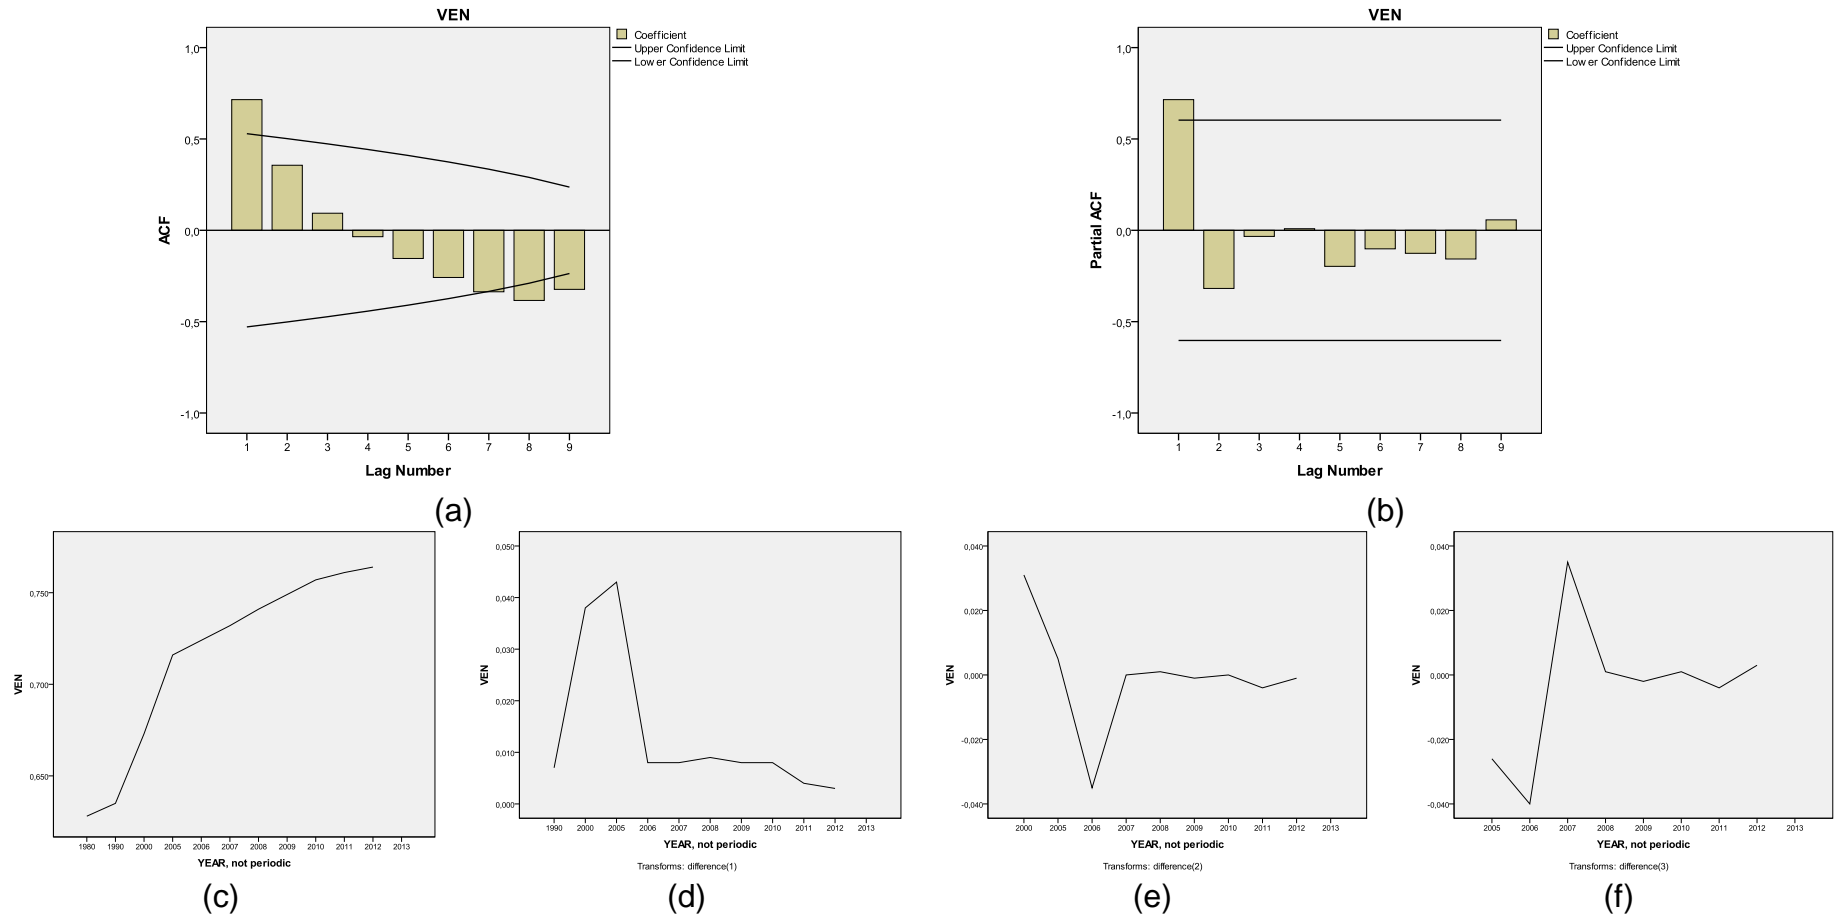 VEN
Coefficient
Upper Confidence Limit
Lower Confidence Limit
1,0
0,5
0,0
-0,5
-1,0
ACF
1 2 3 4 5 6 7 8 9
Lag Number
(a)
VEN
Coefficient
Upper Confidence Limit
Lower Confidence Limit
1,0
0,5
0,0
-0,5
-1,0
Partial ACF
1 2 3 4 5 6 7 8 9
Lag Number
(b)
0,750
0,700
0,650
VEN
1980 1990 2000 2005 2006 2007 2008 2009 2010 2011 2012 2013
YEAR, not periodic
(c)
0,050
0,040
0,030
0,020
0,010
0,000
VEN
1990 2000 2005 2006 2007 2008 2009 2010 2011 2012 2013
YEAR, not periodic
Transforms: difference(1)
(d)
0,040
0,020
0,000
-0,020
-0,040
VEN
2000 2005 2006 2007 2008 2009 2010 2011 2012 2013
YEAR, not periodic
Transforms: difference(2)
(e)
0,040
0,020
0,000
-0,020
-0,040
VEN
2005 2006 2007 2008 2009 2010 2011 2012 2013
YEAR, not periodic
Transforms: difference(3)
(f)